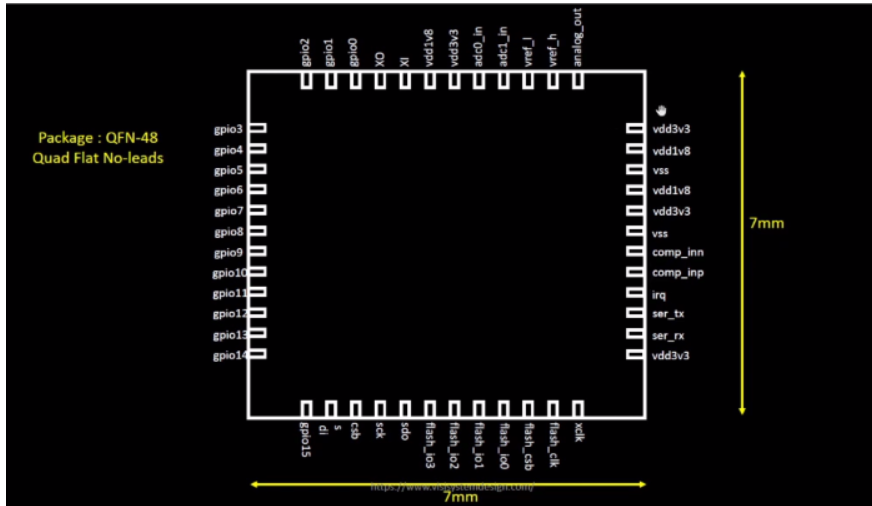 gpio2
gpio1
gpio0
XO
XI
vdd1v8
vdd3v3
adc0_in
adc1_in
vref_l
vref_h
analog_out
Package : QFN-48
Quad Flat No-leads
gpio3
gpio4
gpio5
gpio6
gpio7
gpio8
gpio9
gpio10
gpio11
gpio12
gpio13
gpio14
vdd3v3
vdd1v8
vss
vdd1v8
vdd3v3
vss
comp_inn
comp_inp
irq
ser_tx
ser_rx
vdd3v3
7mm
gpio15
s
di
csb
sck
sdo
flash_io3
flash_io2
flash_io1
flash_io0
flash_csb
flash_clk
xclk
https://www.vlsisystemdesign.com/
7mm